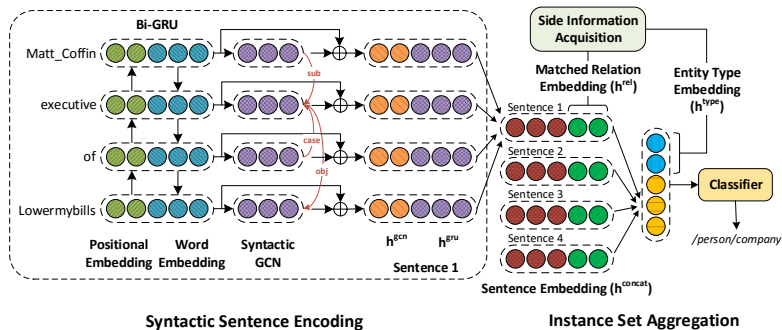 Bi-GRU
Matt_Coffin
executive
of
Lowermybills
sub
case
obj
Positional
Embedding
Word
Embedding
Syntactic
GCN
h^gcn
h^gru
Sentence 1
Syntactic Sentence Encoding
Side Information
Acquisition
Matched Relation
Embedding (h^rel)
Entity Type
Embedding
(h^type)
Sentence 1
Sentence 2
Sentence 3
Sentence 4
Classifier
/person/company
Sentence Embedding (h^concat)
Instance Set Aggregation